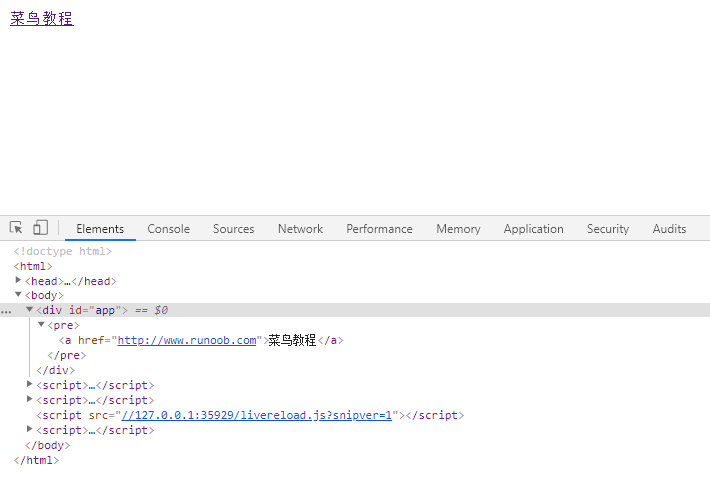 菜鸟教程
Elements Console Sources Network Performance Memory Application Security Audits
<!doctype html>
<html>
<head>…</head>
<body>
… <div id="app"> == $0
<pre>
<a href="http://www.runoob.com">菜鸟教程</a>
</pre>
</div>
<script>…</script>
<script>…</script>
<script src="//127.0.0.1:35929/livereload.js?snipver=1"></script>
<script>…</script>
</body>
</html>